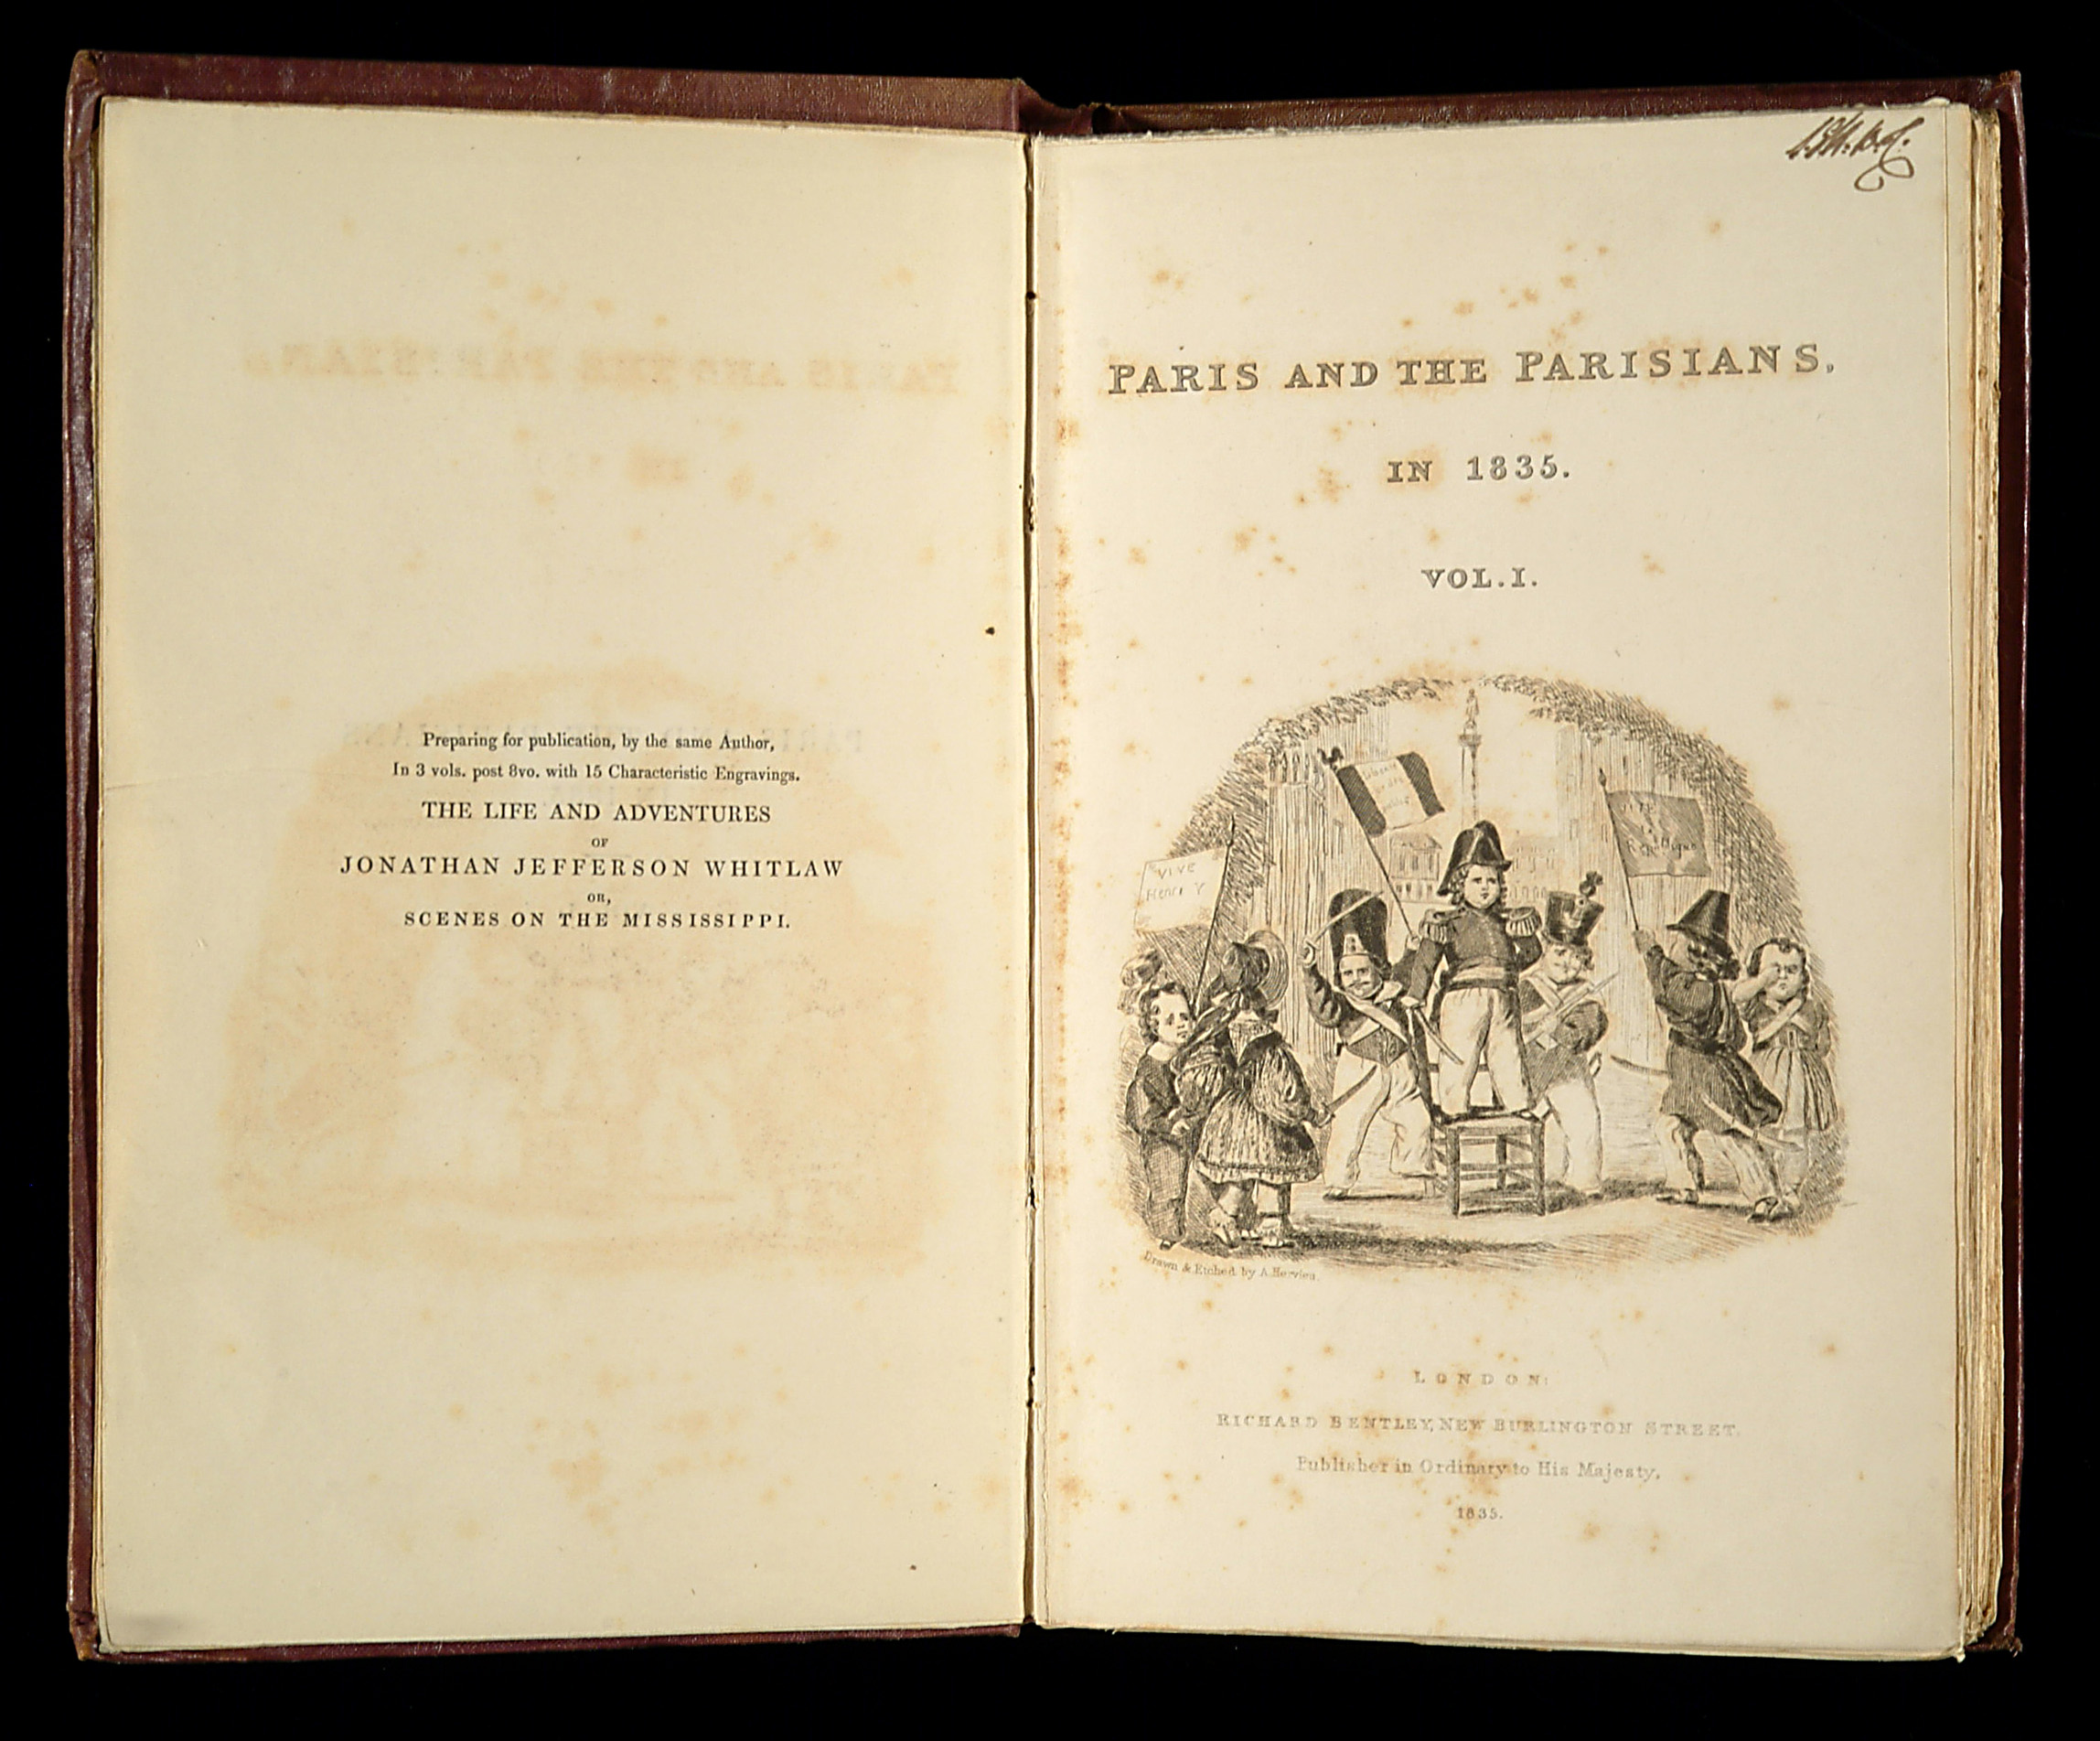 Preparing for publication, by the same Author,
In 3 vols. post 8vo. with 15 Characteristic Engravings.
THE LIFE AND ADVENTURES
OF
JONATHAN JEFFERSON WHITLAW
OR,
SCENES ON THE MISSISSIPPI.
PARIS AND THE PARISIANS,
IN 1835.
VOL. I.
VIVE
Henri V
Drawn & Etched by A. Hervieu
LONDON:
RICHARD BENTLEY, NEW BURLINGTON STREET,
Publisher in Ordinary to His Majesty.
1835.